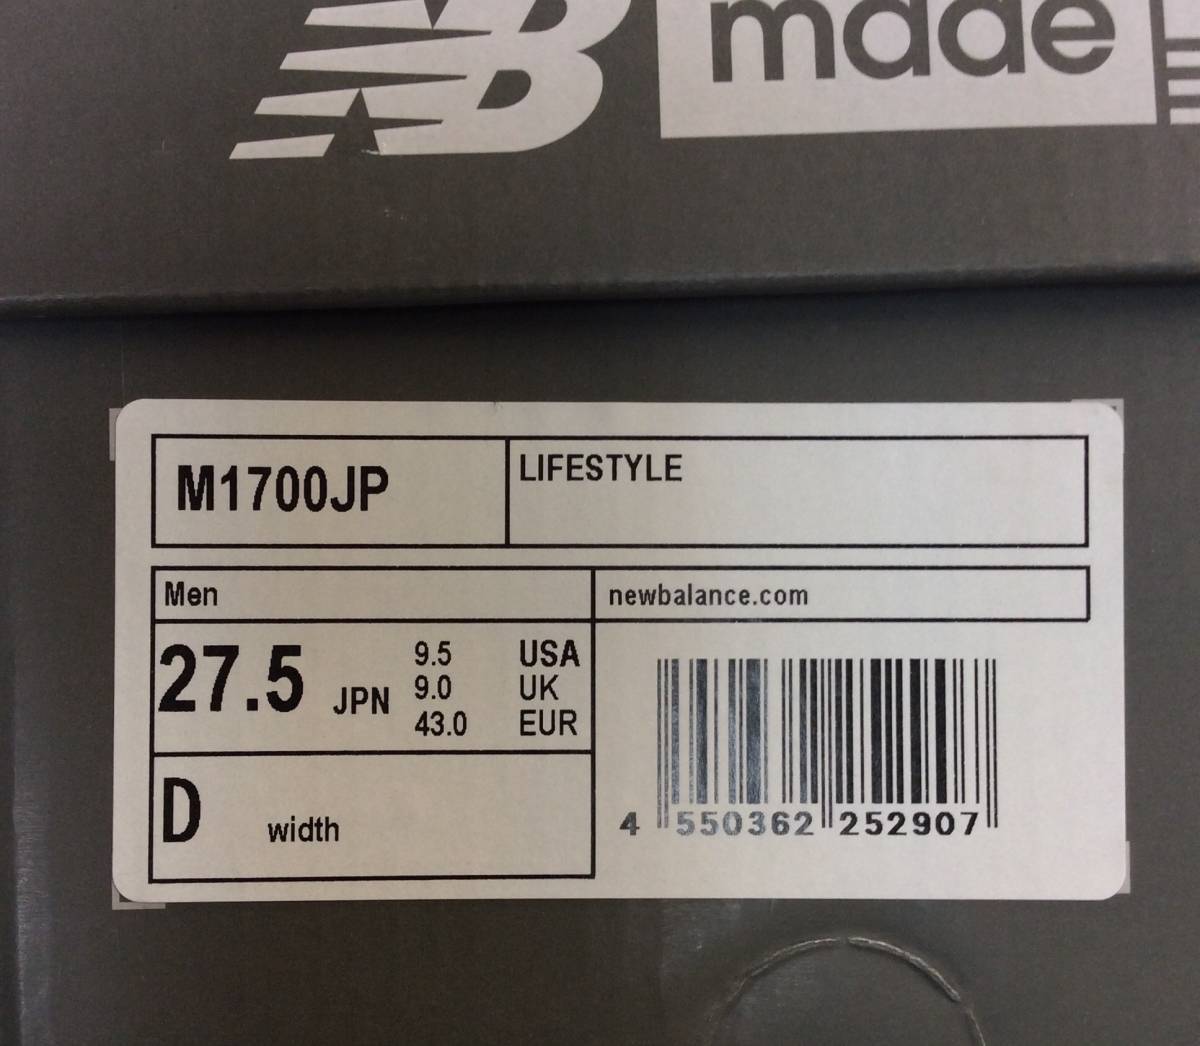 NB
made
M1700JP
LIFESTYLE
Men
newbalance.com
27.5 JPN
9.5 USA
9.0 UK
43.0 EUR
D width
4 550362 252907